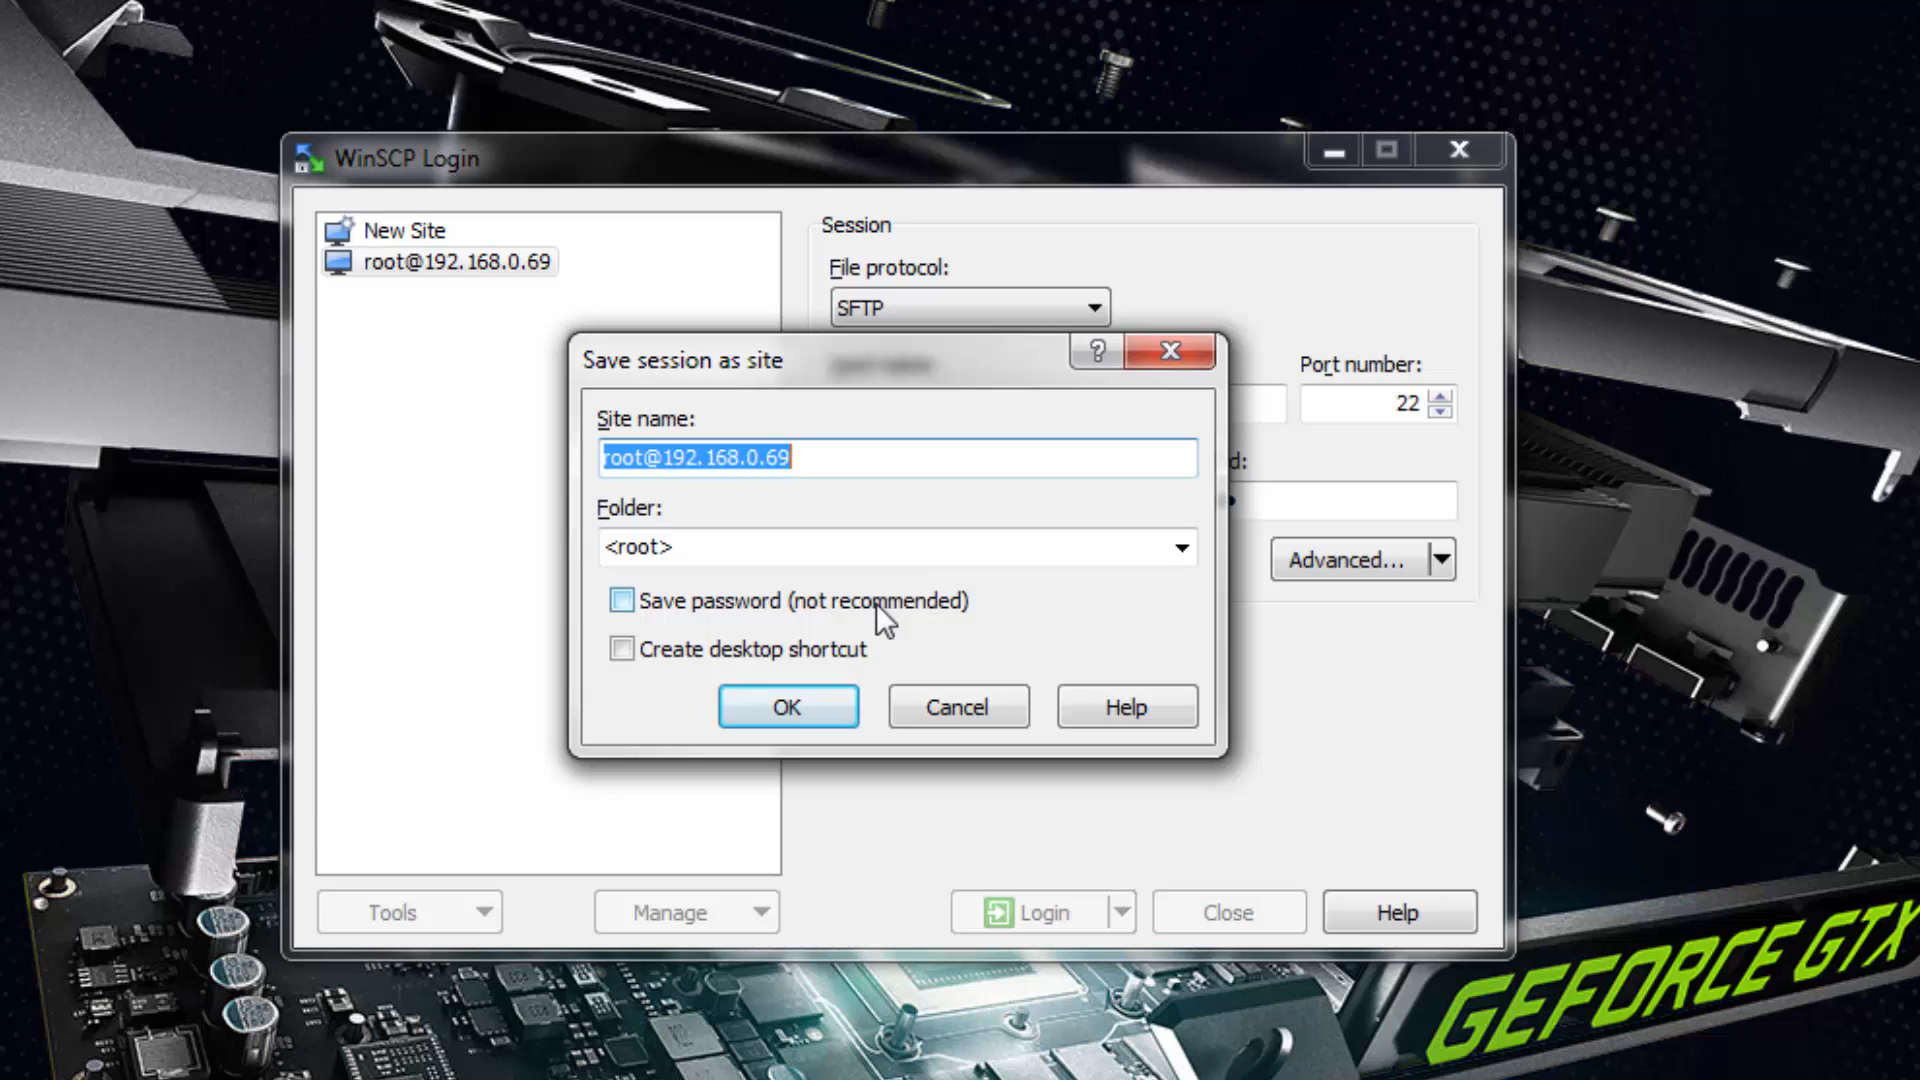 WinSCP Login
New Site
root@192.168.0.69
Session
File protocol:
SFTP
Port number:
22
d:
Advanced...
Save session as site
Site name:
root@192.168.0.69
Folder:
<root>
Save password (not recommended)
Create desktop shortcut
OK
Cancel
Help
Tools
Manage
Login
Close
Help
GEFORCE GTX